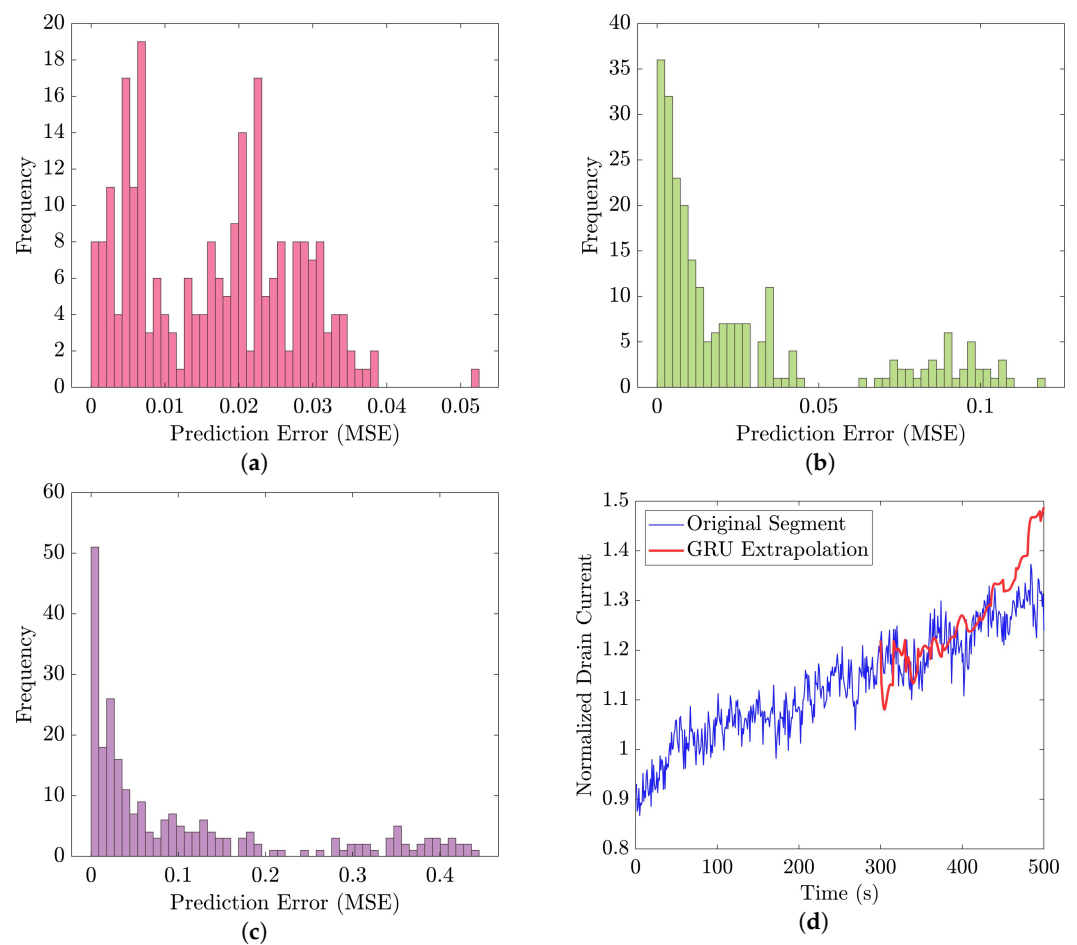 20
18
16
14
12
10
8
6
4
2
0
Frequency
0 0.01 0.02 0.03 0.04 0.05
Prediction Error (MSE)
(a)
40
35
30
25
20
15
10
5
0
Frequency
0 0.05 0.1
Prediction Error (MSE)
(b)
60
50
40
30
20
10
0
Frequency
0 0.1 0.2 0.3 0.4
Prediction Error (MSE)
(c)
1.5
1.4
1.3
1.2
1.1
1
0.9
0.8
Normalized Drain Current
Original Segment
GRU Extrapolation
0 100 200 300 400 500
Time (s)
(d)